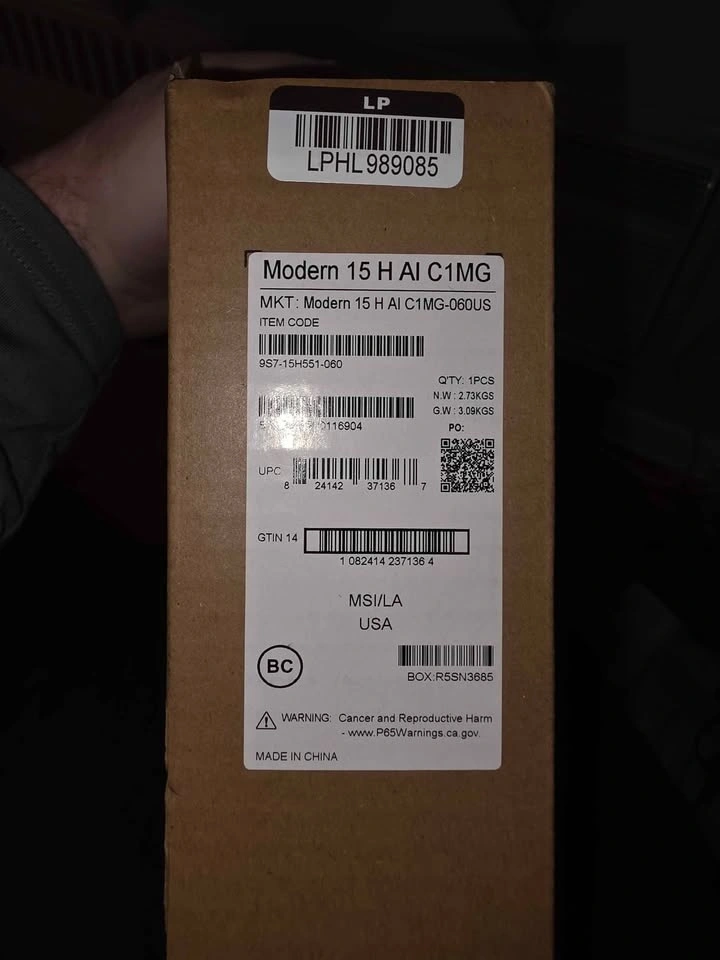 LP
LPHL989085
Modern 15 H AI C1MG
MKT: Modern 15 H AI C1MG-060US
ITEM CODE
9S7-15H551-060
Q'TY: 1PCS
N.W : 2.73KGS
G.W : 3.09KGS
0116904
PO:
UPC
8 24142 37136 7
GTIN 14
1 082414 237136 4
MSI/LA
USA
BC
BOX:R5SN3685
WARNING: Cancer and Reproductive Harm
- www.P65Warnings.ca.gov.
MADE IN CHINA